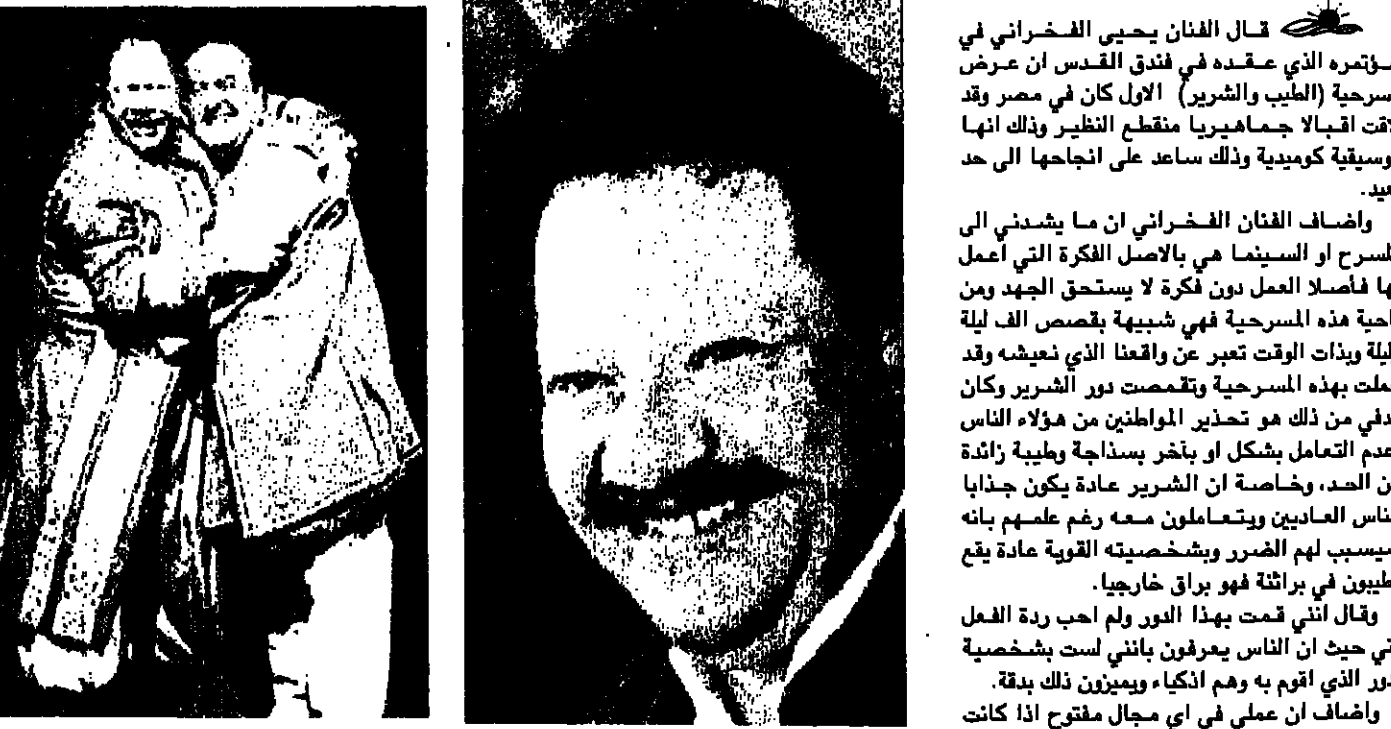 قال الفنان يحيى الفخراني في
مؤتمره الذي عقده في فندق القدس ان عرض
مسرحية (الطيب والشرير) الاول كان في مصر وقد
لاقت اقبالا جماهيريا منقطع النظير وذلك انها
موسيقية كوميدية وذلك ساعد على انجاحها الى حد
بعيد.
واضاف الفنان الفخراني ان ما يشدني الى
المسرح او السينما هي بالاصل الفكرة التي أعمل
بها فأصلا العمل دون فكرة لا يستحق الجهد ومن
ناحية هذه المسرحية فهي شبيهة بقصص الف ليلة
وليلة وبذات الوقت تعبر عن واقعنا الذي نعيشه وقد
عملت بهذه المسرحية وتقمصت دور الشرير وكان
هدفي من ذلك هو تحذير المواطنين من هؤلاء الناس
وعدم التعامل بشكل او بآخر بسذاجة وطيبة زائدة
عن الحد، وخاصة ان الشرير عادة يكون جذابا
للناس العاديين ويتعاملون معه رغم علمهم بانه
سيسبب لهم الضرر وبشخصيته القوية عادة يقع
الطيبون في براثنة فهو براق خارجيا.
وقال انني قمت بهذا الدور ولم احب ردة الفعل
حيث ان الناس يعرفون بانني لست بشخصية
الدور الذي اقوم به وهم اذكياء ويميزون ذلك بدقة.
واضاف ان عملي في اي مجال مفتوح اذا كانت